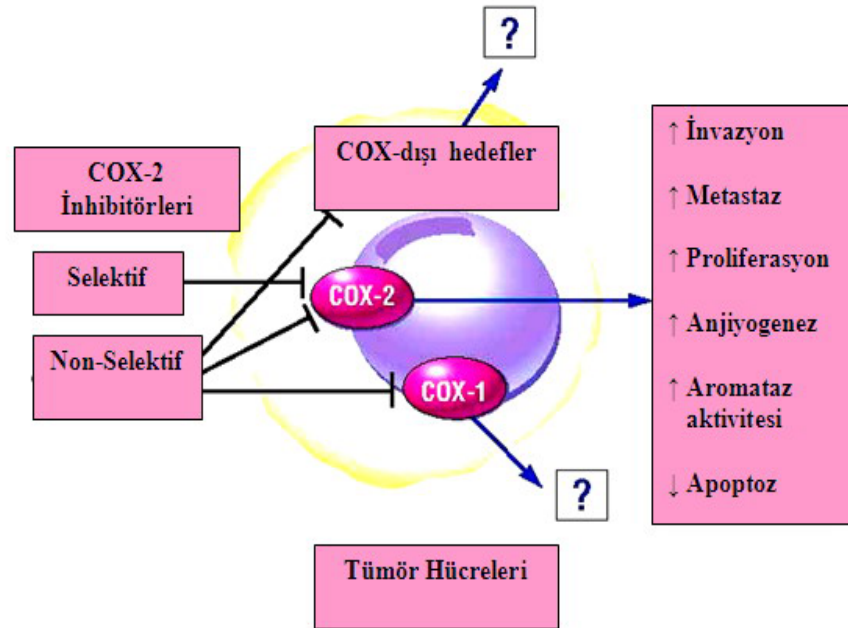 ?
COX-dışı hedefler
COX-2
İnhibitörleri
Selektif
Non-Selektif
COX-2
COX-1
?
Tümör Hücreleri
↑ İnvazyon
↑ Metastaz
↑ Proliferasyon
↑ Anjiyogenez
↑ Aromataz
aktivitesi
↓ Apoptoz